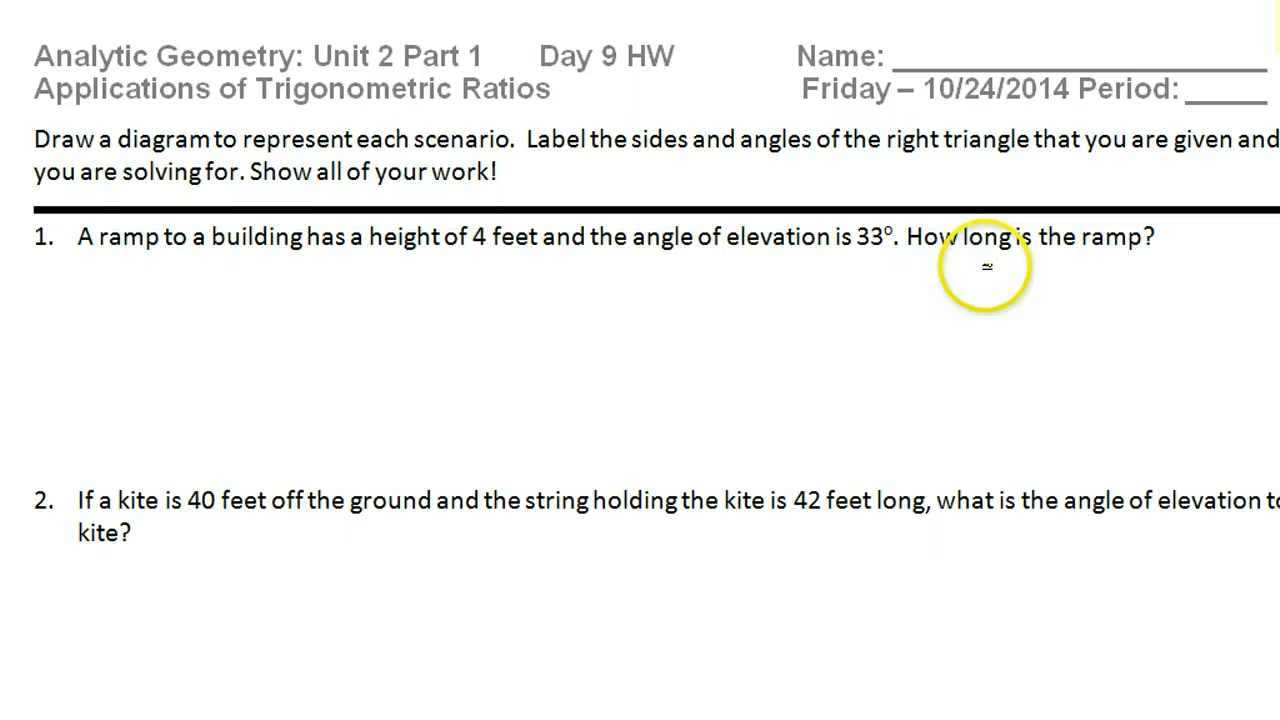 Analytic Geometry: Unit 2 Part 1 Day 9 HW Name: ________________________
Applications of Trigonometric Ratios Friday – 10/24/2014 Period: _____
Draw a diagram to represent each scenario. Label the sides and angles of the right triangle that you are given and
you are solving for. Show all of your work!
1. A ramp to a building has a height of 4 feet and the angle of elevation is 33°. How long is the ramp?
2. If a kite is 40 feet off the ground and the string holding the kite is 42 feet long, what is the angle of elevation to
kite?